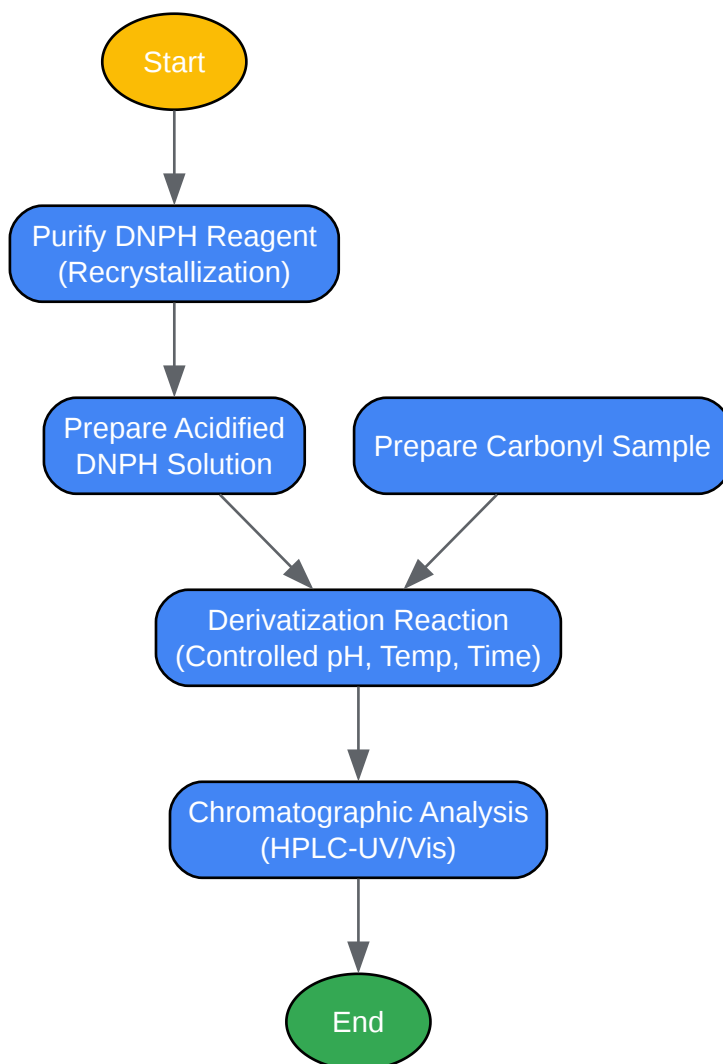 Start
Purify DNPH Reagent
(Recrystallization)
Prepare Acidified
DNPH Solution
Prepare Carbonyl Sample
Derivatization Reaction
(Controlled pH, Temp, Time)
Chromatographic Analysis
(HPLC-UV/Vis)
End